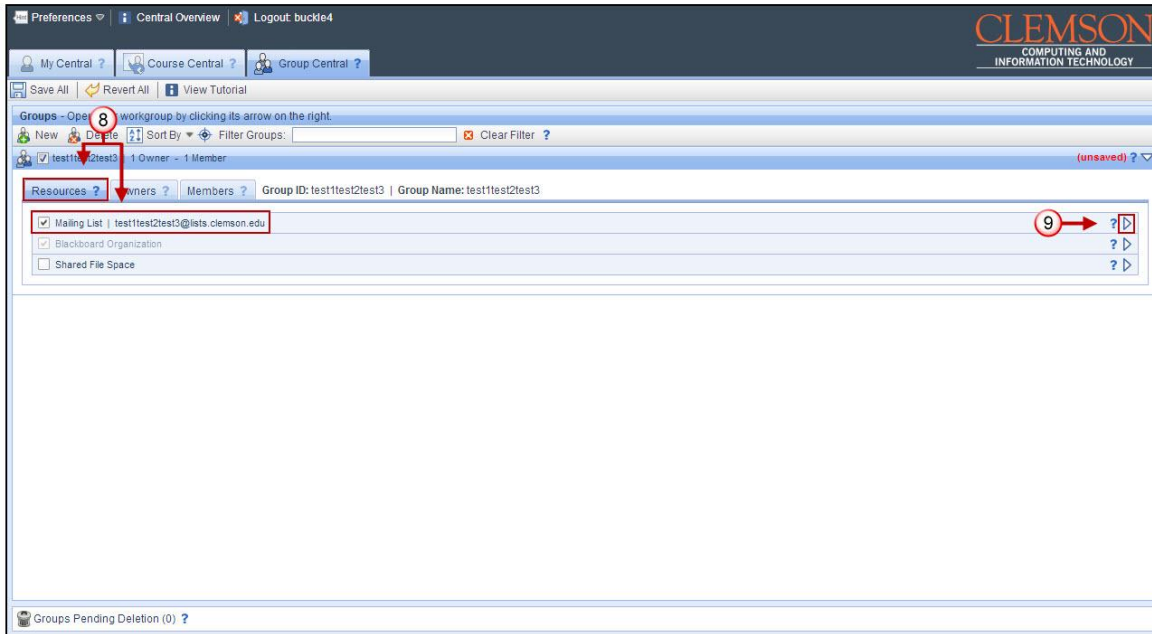 Preferences | Central Overview | Logout: buckle4
CLEMSON
COMPUTING AND
INFORMATION TECHNOLOGY
My Central ? Course Central ? Group Central ?
Save All | Revert All | View Tutorial
Groups - workgroup by clicking its arrow on the right.
8
New Delete Sort By Filter Groups: Clear Filter ?
1 Owner - 1 Member (unsaved) ?
Resources ? Members ? Group ID: test1test2test3 | Group Name: test1test2test3
Mailing List | test1test2test3@lists.clemson.edu 9 ?
Blackboard Organization ?
Shared File Space ?
Groups Pending Deletion (0) ?